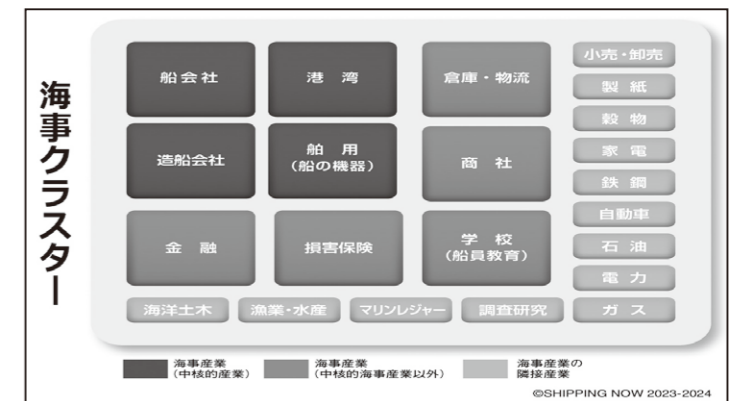 海事クラスター
船会社
港 湾
倉庫・物流
小売・卸売
製 紙
穀 物
造船会社
舶 用
(船の機器)
商 社
家 電
鉄 鋼
自動車
金 融
損害保険
学 校
(船員教育)
石 油
電 力
海洋土木
漁業・水産
マリンレジャー
調査研究
ガ ス
海事産業
(中核的産業)
海事産業
(中核的海事産業以外)
海事産業の
隣接産業
©SHIPPING NOW 2023-2024